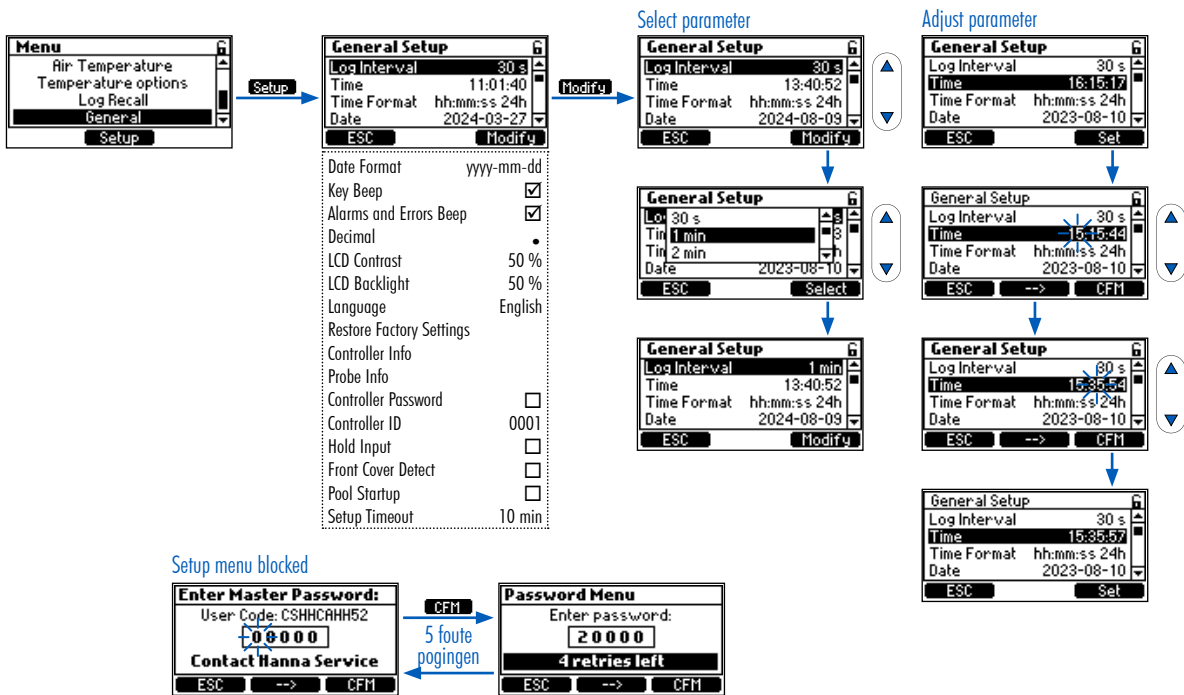 Select parameter
Adjust parameter
Menu
Air Temperature
Temperature options
Log Recall
General
Setup
Setup
General Setup
Log Interval 30 s
Time 11:01:40
Time Format hh:mm:ss 24h
Date 2024-03-27
ESC Modify
Date Format yyyy-mm-dd
Key Beep
Alarms and Errors Beep
Decimal •
LCD Contrast 50 %
LCD Backlight 50 %
Language English
Restore Factory Settings
Controller Info
Probe Info
Controller Password
Controller ID 0001
Hold Input
Front Cover Detect
Pool Startup
Setup Timeout 10 min
Modify
General Setup
Log Interval 30 s
Time 13:40:52
Time Format hh:mm:ss 24h
Date 2024-08-09
ESC Modify
General Setup
Lo 30 s s
Tin 1 min 3
Tin 2 min h
Date 2023-08-10
ESC Select
General Setup
Log Interval 1 min
Time 13:40:52
Time Format hh:mm:ss 24h
Date 2024-08-09
ESC Modify
General Setup
Log Interval 30 s
Time 16:15:17
Time Format hh:mm:ss 24h
Date 2023-08-10
ESC Set
General Setup
Log Interval 30 s
Time 15:15:44
Time Format hh:mm:ss 24h
Date 2023-08-10
ESC --> CFM
General Setup
Log Interval 30 s
Time 15:35:54
Time Format hh:mm:ss 24h
Date 2023-08-10
ESC --> CFM
General Setup
Log Interval 30 s
Time 15:35:57
Time Format hh:mm:ss 24h
Date 2023-08-10
ESC Set
Setup menu blocked
Enter Master Password:
User Code: CSHHCAHH52
00000
Contact Hanna Service
ESC --> CFM
CFM
5 foute
pogingen
Password Menu
Enter password:
20000
4 retries left
ESC --> CFM